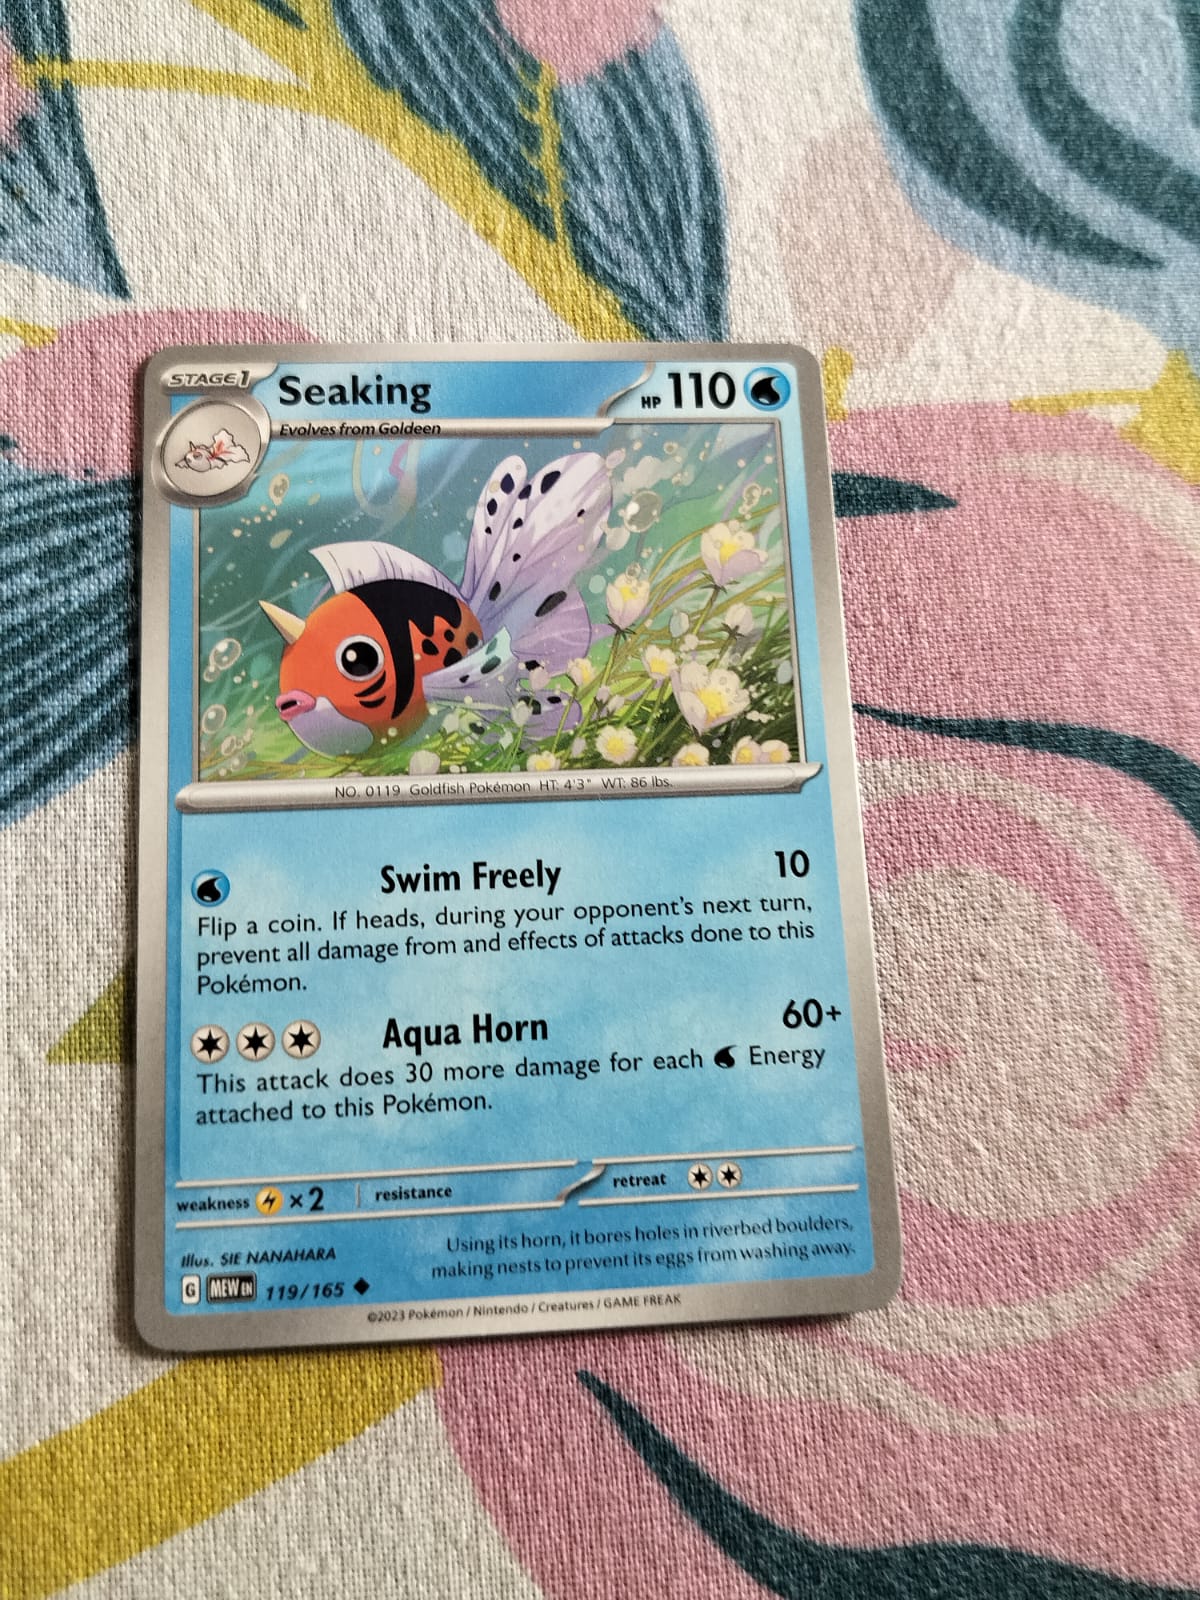 STAGE1
Seaking
HP 110
Evolves from Goldeen
NO. 0119 Goldfish Pokémon HT: 4'3" WT: 86 lbs.
Swim Freely 10
Flip a coin. If heads, during your opponent's next turn,
prevent all damage from and effects of attacks done to this
Pokémon.
Aqua Horn 60+
This attack does 30 more damage for each Energy
attached to this Pokémon.
weakness ×2 resistance retreat
Illus. SIE NANAHARA
Using its horn, it bores holes in riverbed boulders,
making nests to prevent its eggs from washing away.
G MEW EN 119/165
©2023 Pokémon / Nintendo / Creatures / GAME FREAK